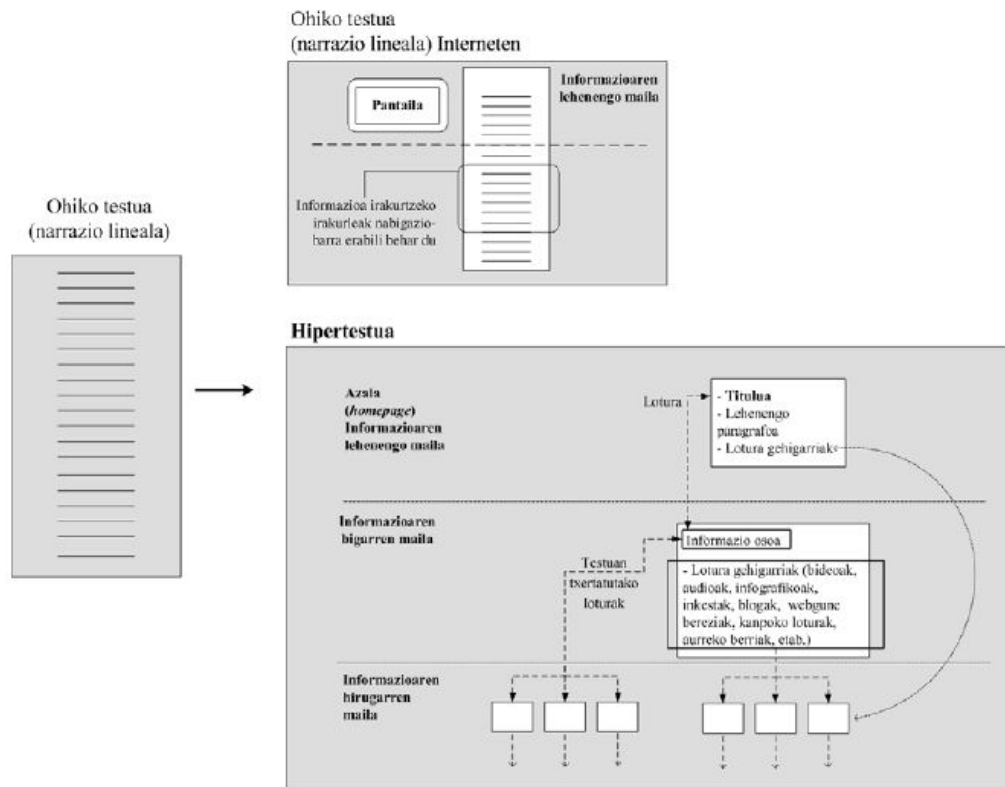 Ohiko testua
(narrazio lineala) Interneten
Pantaila
Informazioaren
lehenengo maila
Informazioa irakurtzeko
irakurleak nabigazio-
barra erabili behar du
Ohiko testua
(narrazio lineala)
Hipertestua
Azala
(homepage)
Informazioaren
lehenengo maila
Lotura
- Titulua
- Lehenengo
paragrafoa
- Lotura gehigarriak
Informazioaren
bigarren maila
Testuan
txertatutako
loturak
Informazio osoa
- Lotura gehigarriak (bideoak,
audioak, infografikoak,
inkestak, blogak, webgune
bereziak, kanpoko loturak,
aurreko berriak, etab.)
Informazioaren
hirugarren
maila